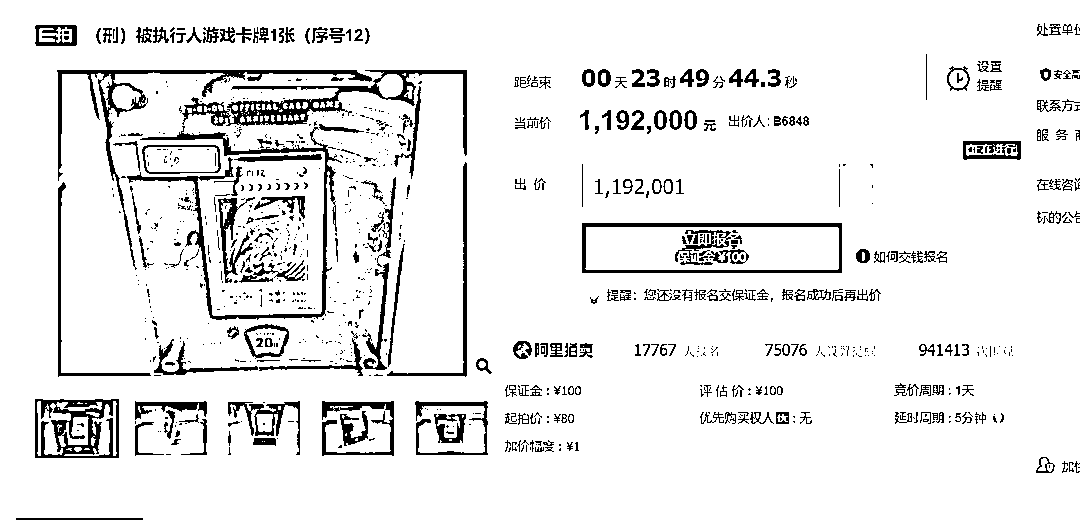 二拍 （刑）被执行人游戏卡牌1张（序号12）
处置单位
距结束 00天23时49分44.3秒
设置提醒
安全高
当前价 1,192,000元 出价人：B6848
联系方式
服务商
正在进行
出价 1,192,001
在线咨询
标的公告
立即报名
保证金¥100
如何交钱报名
提醒：您还没有报名交保证金，报名成功后再出价
20th
阿里拍卖 17767 人报名 75076 人设置提醒 941413 次围观
保证金：¥100 评估价：¥100 竞价周期：1天
起拍价：¥80 优先购买权人：无 延时周期：5分钟
加价幅度：¥1